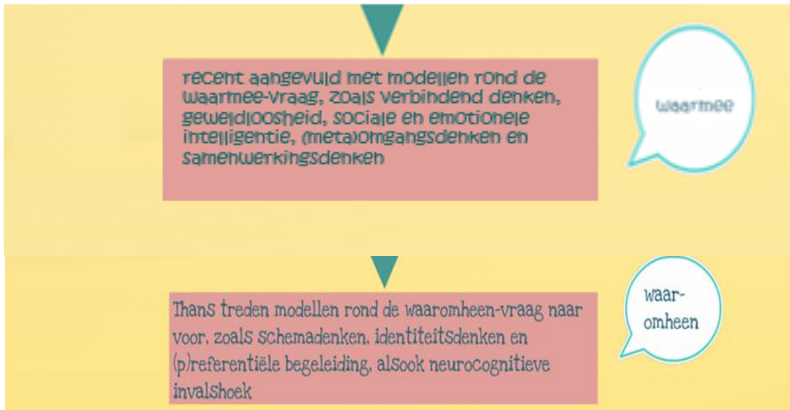 recent aangevuld met modellen rond de
waarmee-vraag, zoals verbindend denken,
geweldloosheid, sociale en emotionele
intelligentie, (meta)omgangsdenken en
samenwerkingsdenken
waarmee
Thans treden modellen rond de waaromheen-vraag naar
voor, zoals schemadenken, identiteitsdenken en
(p)referentiële begeleiding, alsook neurocognitieve
invalshoek
waar-
omheen